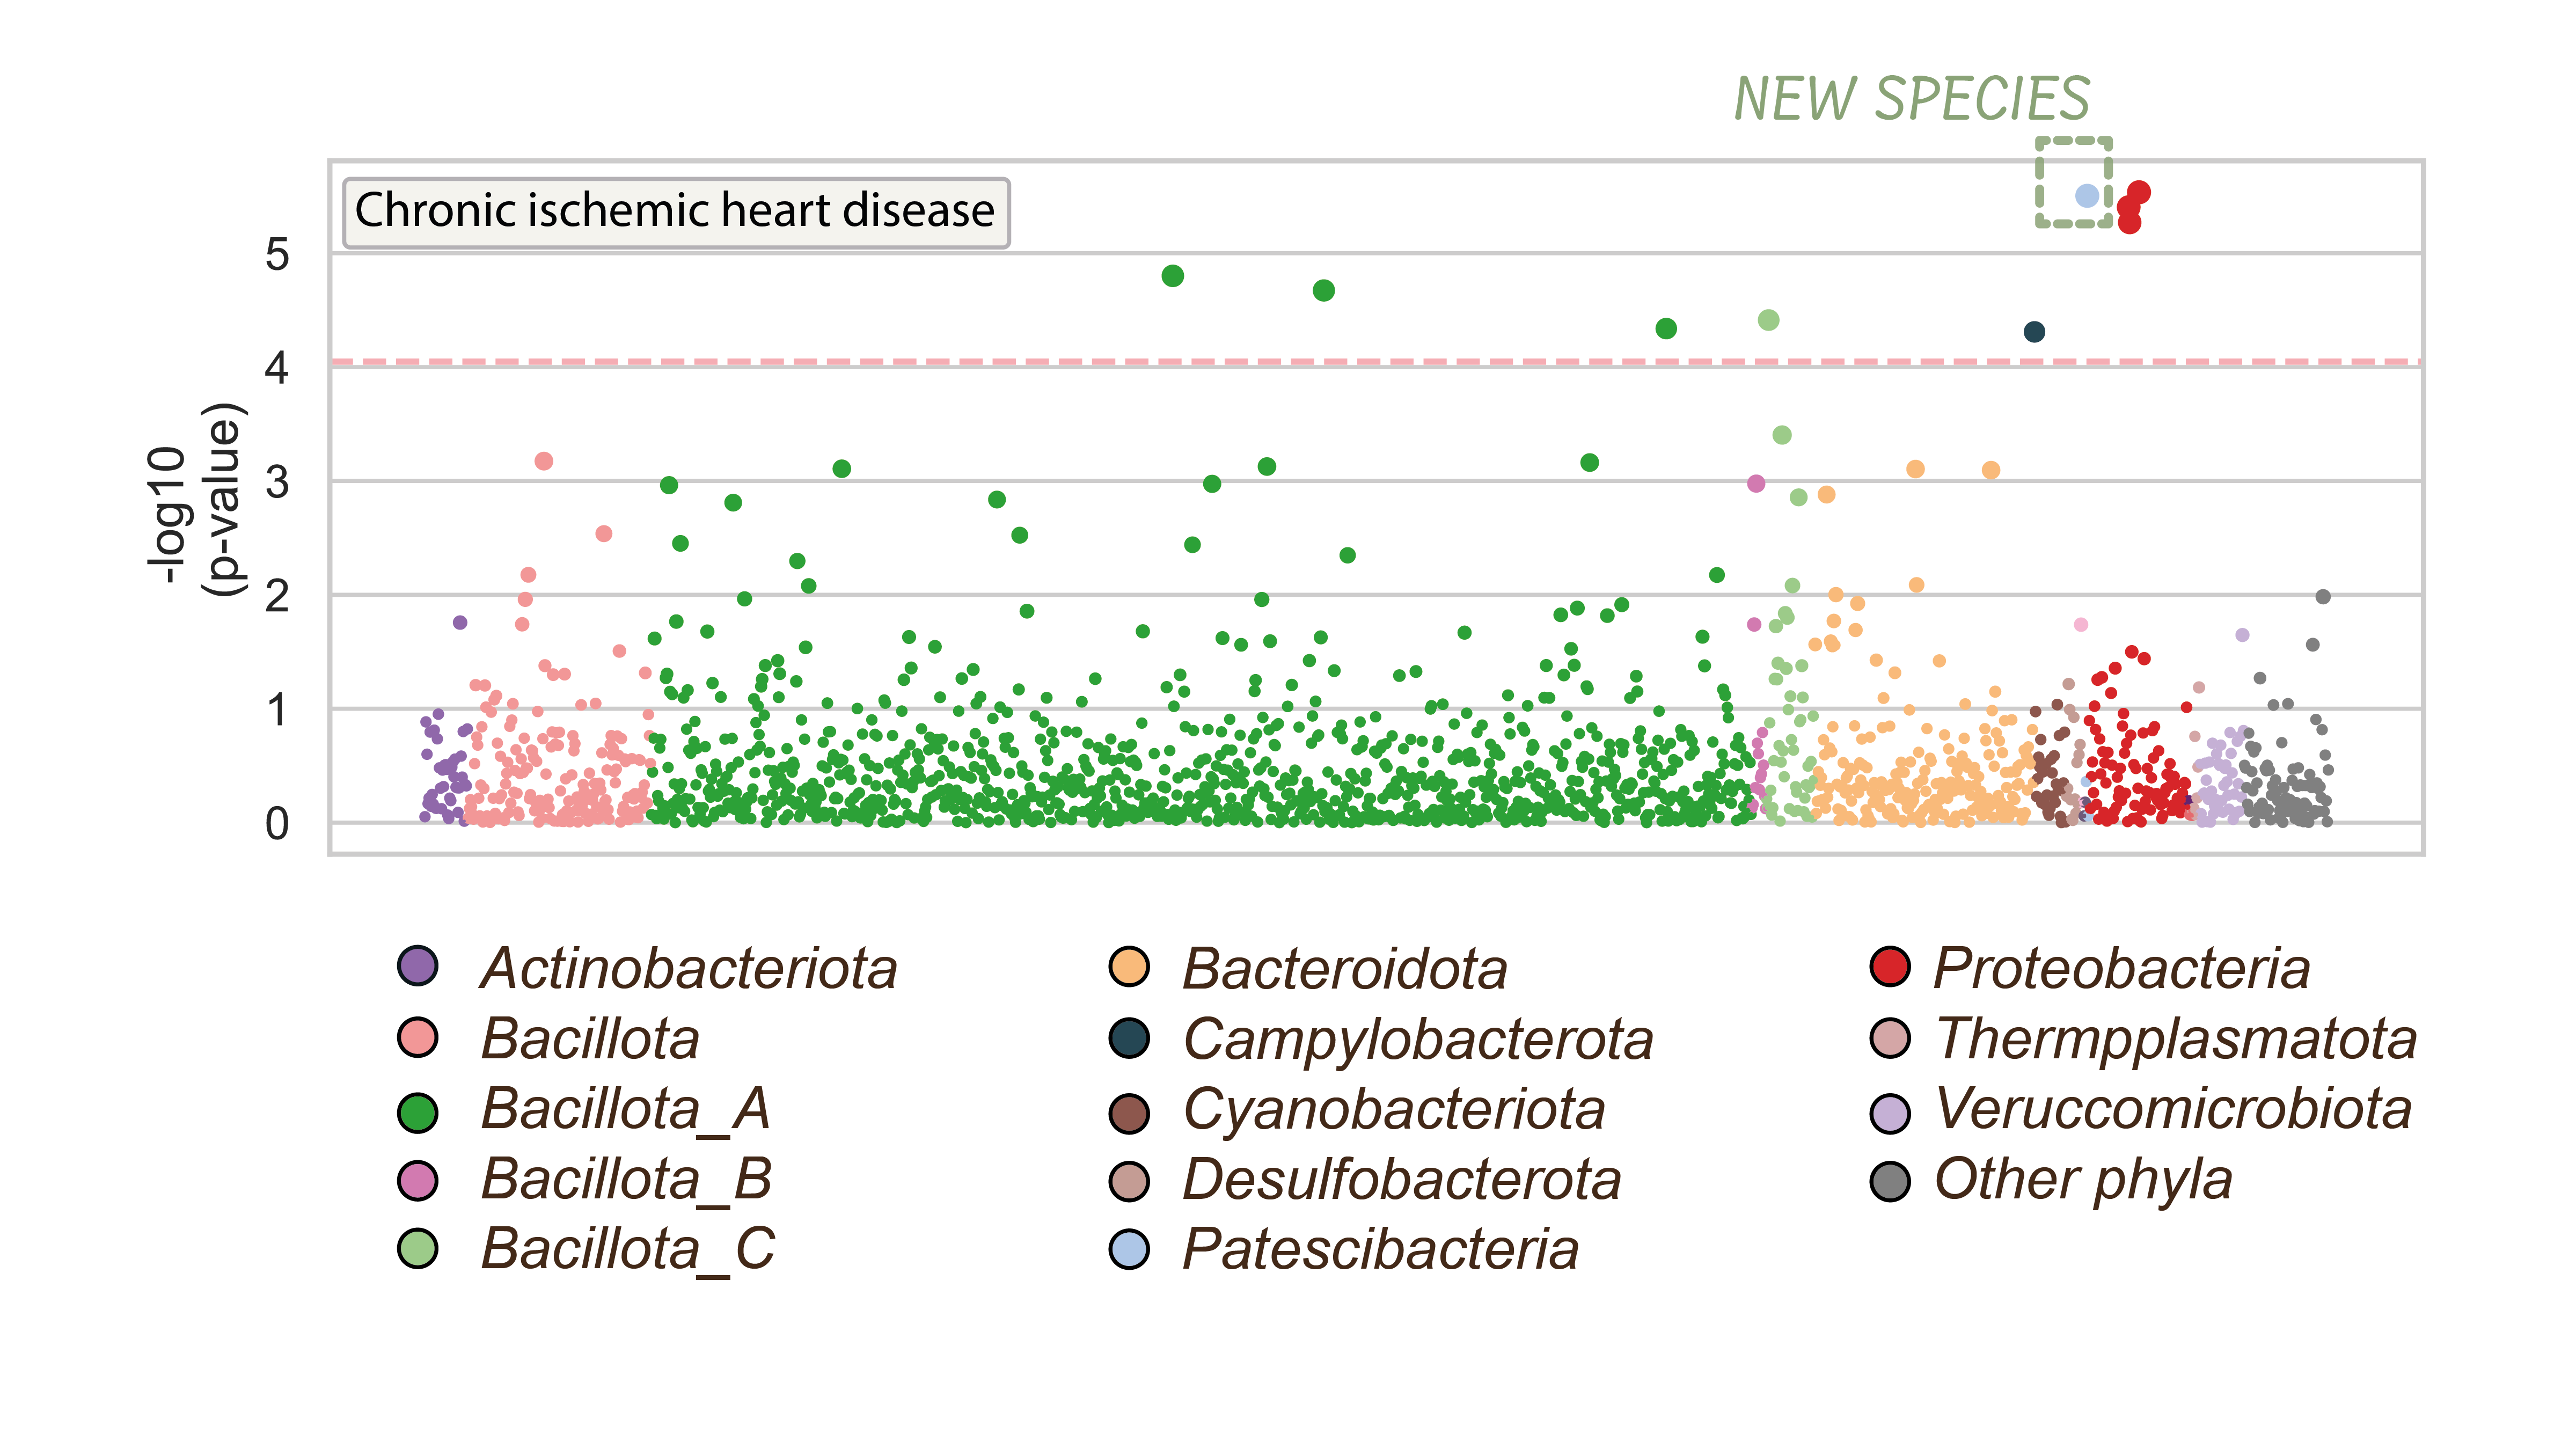 NEW SPECIES
Chronic ischemic heart disease
5
4
3
2
1
0
-log10
(p-value)
Actinobacteriota
Bacillota
Bacillota_A
Bacillota_B
Bacillota_C
Bacteroidota
Campylobacterota
Cyanobacteriota
Desulfobacterota
Patescibacteria
Proteobacteria
Thermpplasmatota
Veruccomicrobiota
Other phyla